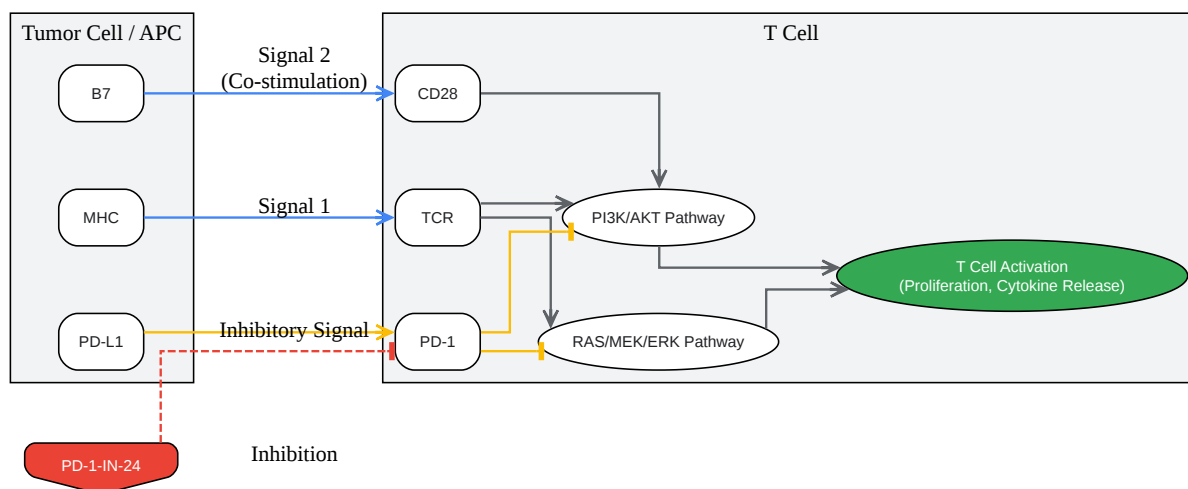 Tumor Cell / APC
T Cell
Signal 2
(Co-stimulation)
B7
CD28
MHC
Signal 1
TCR
PI3K/AKT Pathway
T Cell Activation
(Proliferation, Cytokine Release)
PD-L1
Inhibitory Signal
PD-1
RAS/MEK/ERK Pathway
PD-1-IN-24
Inhibition